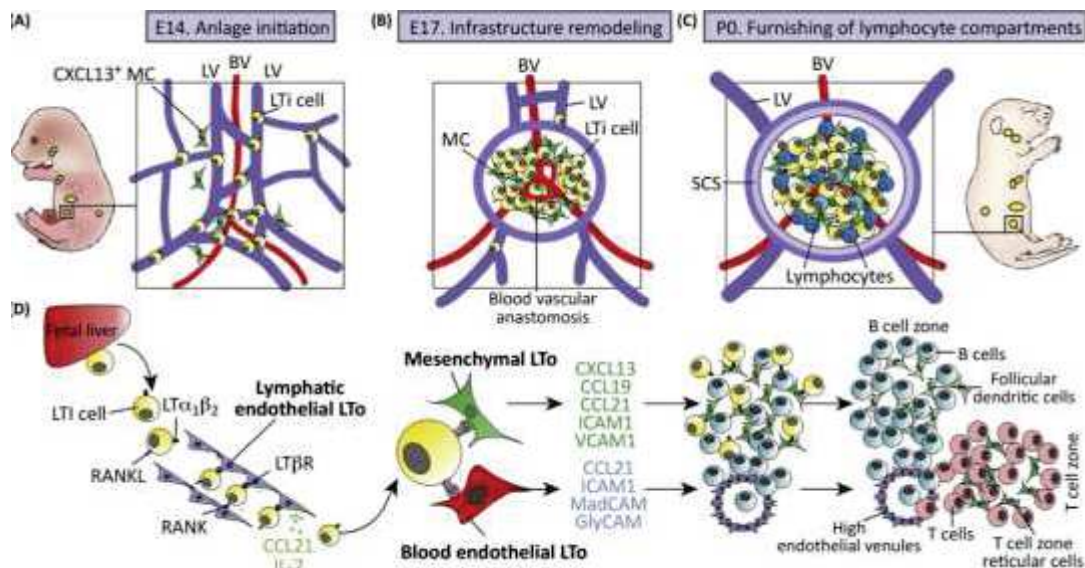 (A)
E14. Anlage initiation
CXCL13+ MC
LV
BV
LV
LTi cell
(B)
E17. Infrastructure remodeling
BV
LV
LTi cell
MC
Blood vascular
anastomosis
(C)
P0. Furnishing of lymphocyte compartments
BV
LV
SCS
Lymphocytes
(D)
Fetal liver
LTI cell
LTα1β2
Lymphatic
endothelial LTo
RANKL
LTβR
RANK
CCL21
IL-7
Mesenchymal LTo
Blood endothelial LTo
CXCL13
CCL19
CCL21
ICAM1
VCAM1
CCL21
ICAM1
MadCAM
GlyCAM
B cell zone
B cells
Follicular
dendritic cells
T cell zone
High
endothelial venules
T cells
T cell zone
reticular cells